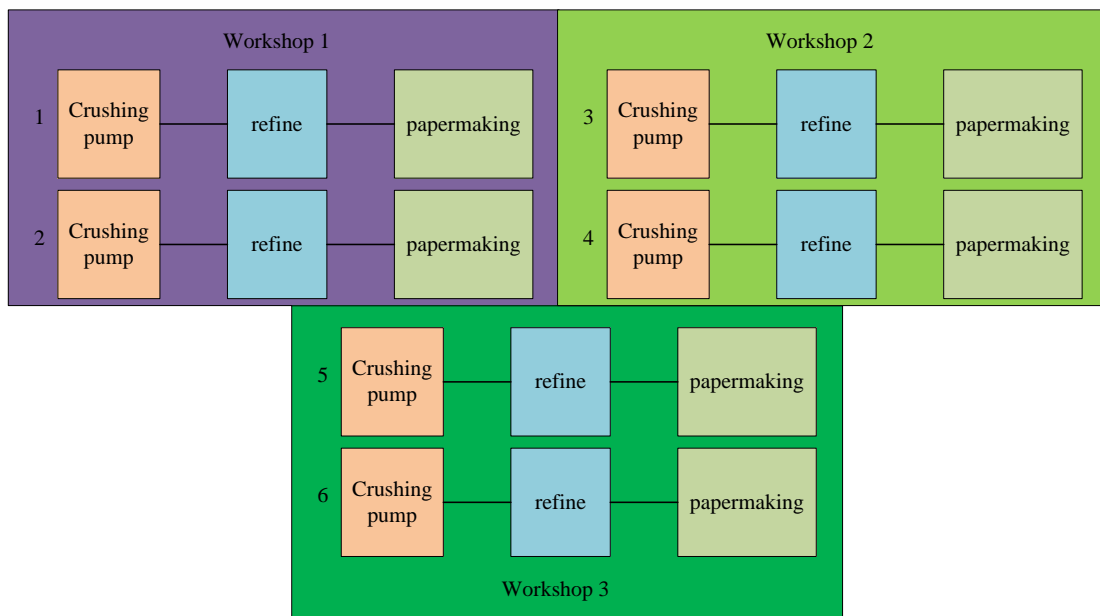 Workshop 1
1
Crushing
pump
refine
papermaking
2
Crushing
pump
refine
papermaking
Workshop 2
3
Crushing
pump
refine
papermaking
4
Crushing
pump
refine
papermaking
5
Crushing
pump
refine
papermaking
6
Crushing
pump
refine
papermaking
Workshop 3